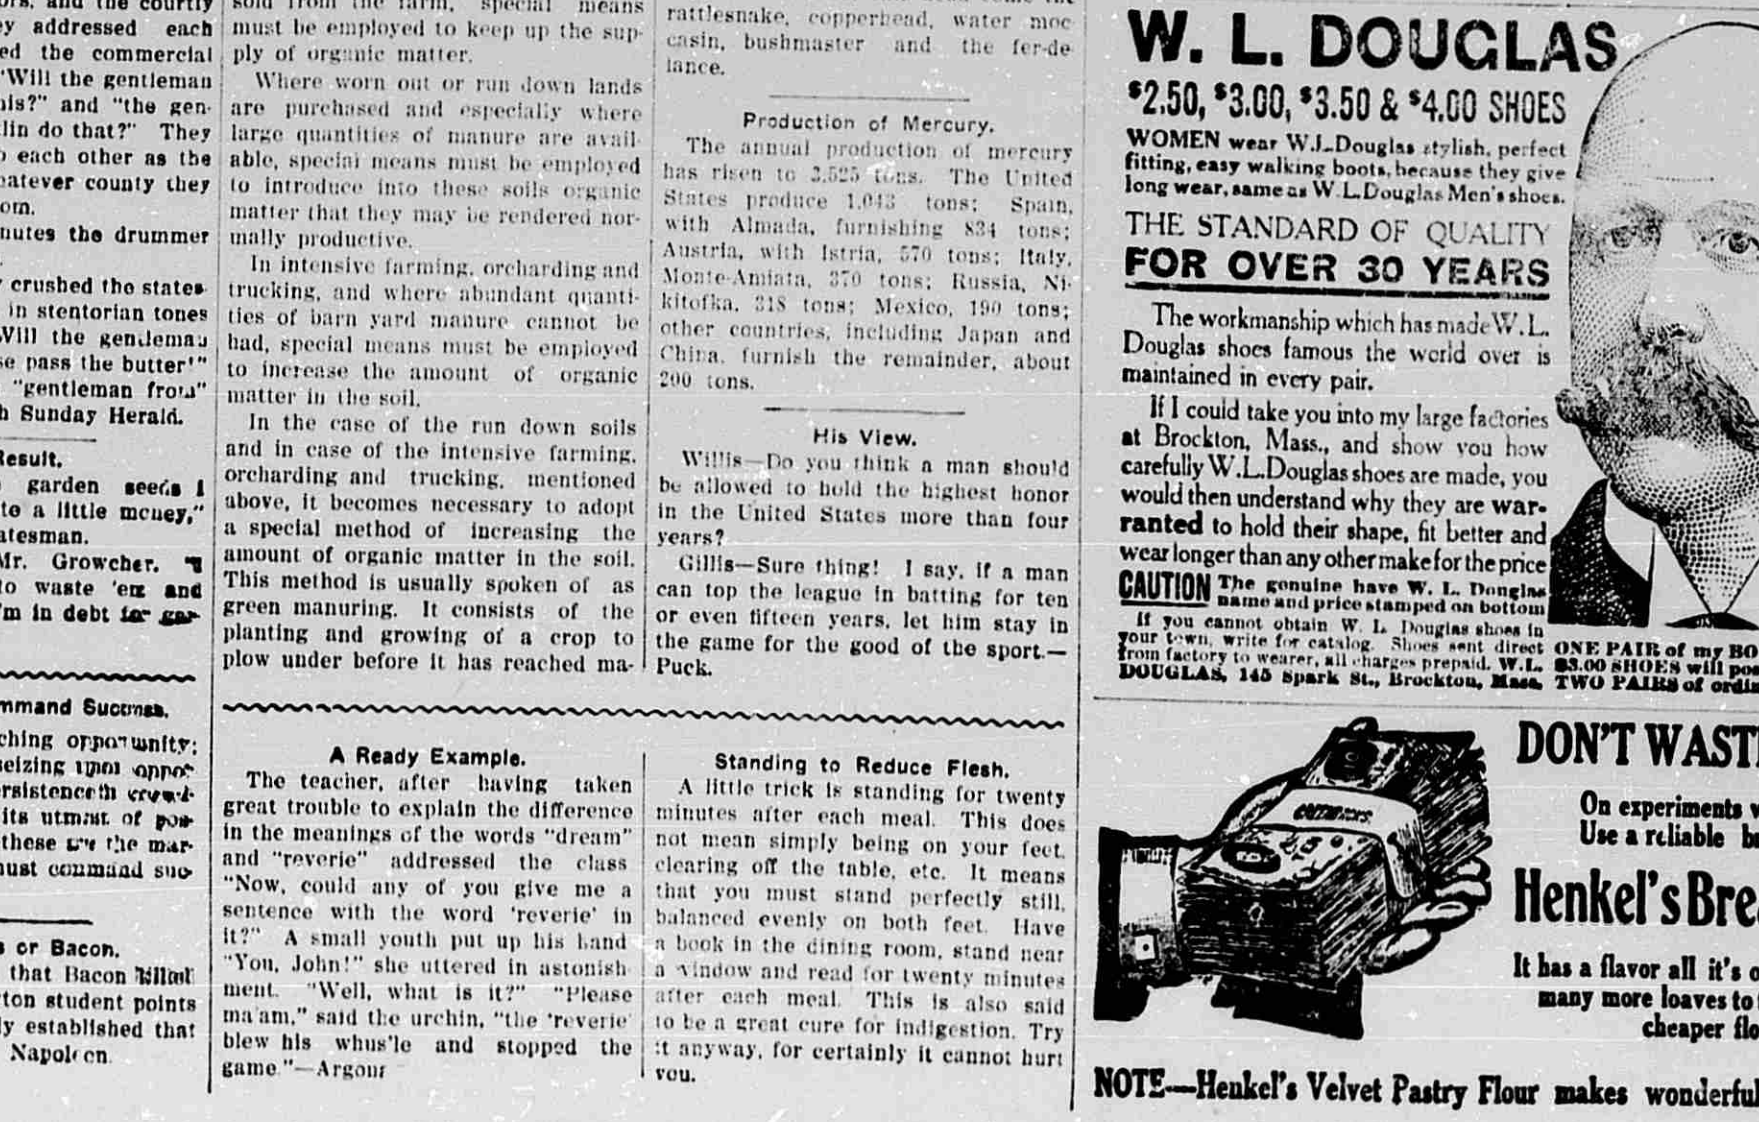 and the courtly
addressed each
the commercial
"Will the gentleman
and "the gen-
do that?" They
each other as the
county they
the drummer
crushed the states-
in stentorian tones
the gentleman
pass the butter'"
"gentleman from"
Sunday Herald.
garden seeds I
to a little money,"
Mr. Growcher.
to waste 'em and
in debt for gar-
Success.
opportunity;
seizing upon oppor-
its utmost of
these are the mar-
command suc-
or Bacon.
that Bacon killed
student points
established that
Napoleon.
sold from the farm, special means
must be employed to keep up the sup-
ply of organic matter.
Where worn out or run down lands
are purchased and especially where
large quantities of manure are avail-
able, special means must be employed
to introduce into these soils organic
matter that they may be rendered nor-
mally productive.
In intensive farming, orcharding and
trucking, and where abundant quanti-
ties of barn yard manure cannot be
had, special means must be employed
to increase the amount of organic
matter in the soil.
In the case of the run down soils
and in case of the intensive farming,
orcharding and trucking, mentioned
above, it becomes necessary to adopt
a special method of increasing the
amount of organic matter in the soil.
This method is usually spoken of as
green manuring. It consists of the
planting and growing of a crop to
plow under before it has reached ma-
rattlesnake, copperhead, water moc
casin, bushmaster and the fer-de
lance.
Production of Mercury.
The annual production of mercury
has risen to 3,525 tons. The United
States produce 1,043 tons; Spain,
with Almada, furnishing 834 tons;
Austria, with Istria, 570 tons; Italy,
Monte-Amiata, 370 tons; Russia, Ni-
kitofka, 318 tons; Mexico, 190 tons;
other countries, including Japan and
China, furnish the remainder, about
200 tons.
His View.
Willis—Do you think a man should
be allowed to hold the highest honor
in the United States more than four
years?
Gillis—Sure thing! I say, if a man
can top the league in batting for ten
or even fifteen years, let him stay in
the game for the good of the sport.—
Puck.
A Ready Example.
The teacher, after having taken
great trouble to explain the difference
in the meanings of the words "dream"
and "reverie" addressed the class
"Now, could any of you give me a
sentence with the word 'reverie' in
it?" A small youth put up his hand
"You, John!" she uttered in astonish
ment. "Well, what is it?" "Please
ma'am," said the urchin, "the 'reverie'
blew his whus'le and stopped the
game."—Argonr
Standing to Reduce Flesh.
A little trick is standing for twenty
minutes after each meal. This does
not mean simply being on your feet,
clearing off the table, etc. It means
that you must stand perfectly still,
balanced evenly on both feet. Have
a book in the dining room, stand near
a window and read for twenty minutes
after each meal. This is also said
to be a great cure for indigestion. Try
it anyway, for certainly it cannot hurt
you.
W. L. DOUGLAS
$2.50, $3.00, $3.50 & $4.00 SHOES
WOMEN wear W.L.Douglas stylish, perfect
fitting, easy walking boots, because they give
long wear, same as W.L.Douglas Men's shoes.
THE STANDARD OF QUALITY
FOR OVER 30 YEARS
The workmanship which has made W. L.
Douglas shoes famous the world over is
maintained in every pair.
If I could take you into my large factories
at Brockton, Mass., and show you how
carefully W.L.Douglas shoes are made, you
would then understand why they are war-
ranted to hold their shape, fit better and
wear longer than any other make for the price
CAUTION The genuine have W. L. Douglas
name and price stamped on bottom
If you cannot obtain W. L. Douglas shoes in
your town, write for catalog. Shoes sent direct
from factory to wearer, all charges prepaid. W.L.
DOUGLAS, 145 Spark St., Brockton, Mass.
ONE PAIR of my
$3.00 SHOES will
TWO PAIRS of
DON'T
On experiments
Use a reliable
Henkel's
It has a flavor all it's
many more loaves to
cheaper
NOTE—Henkel's Velvet Pastry Flour makes